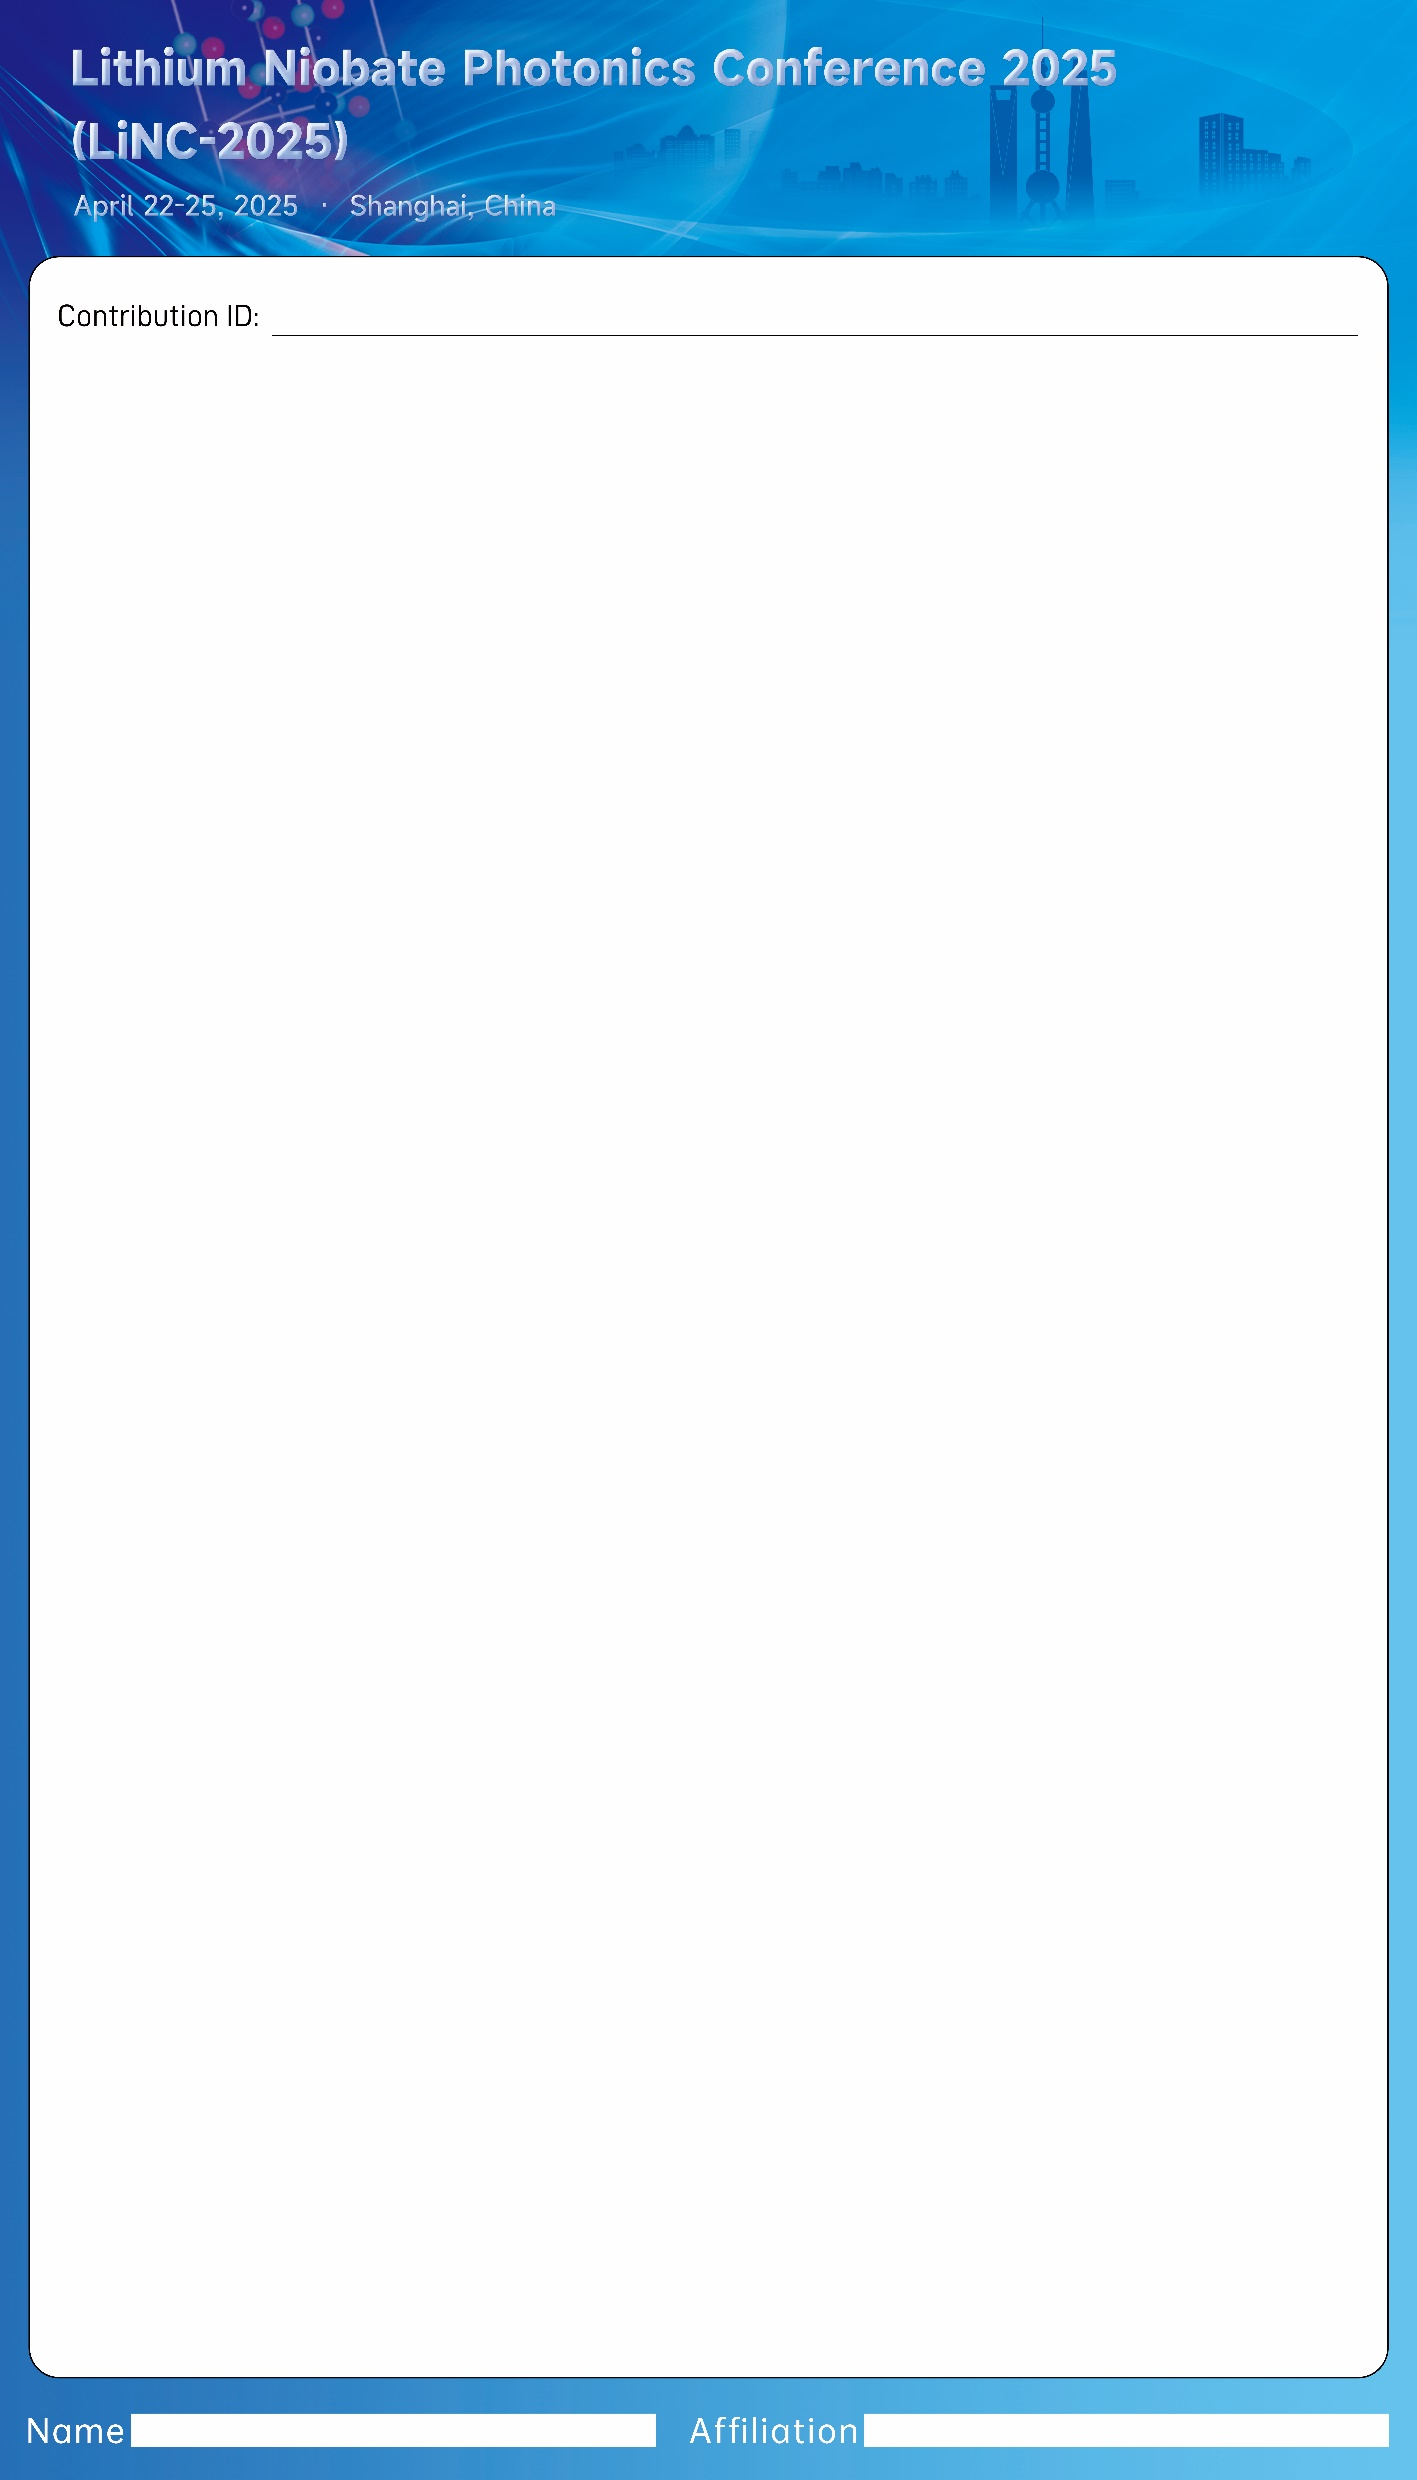 Lithium Niobate Photonics Conference 2025
(LiNC-2025)
April 22-25, 2025 · Shanghai, China
Contribution ID:
Name
Affiliation